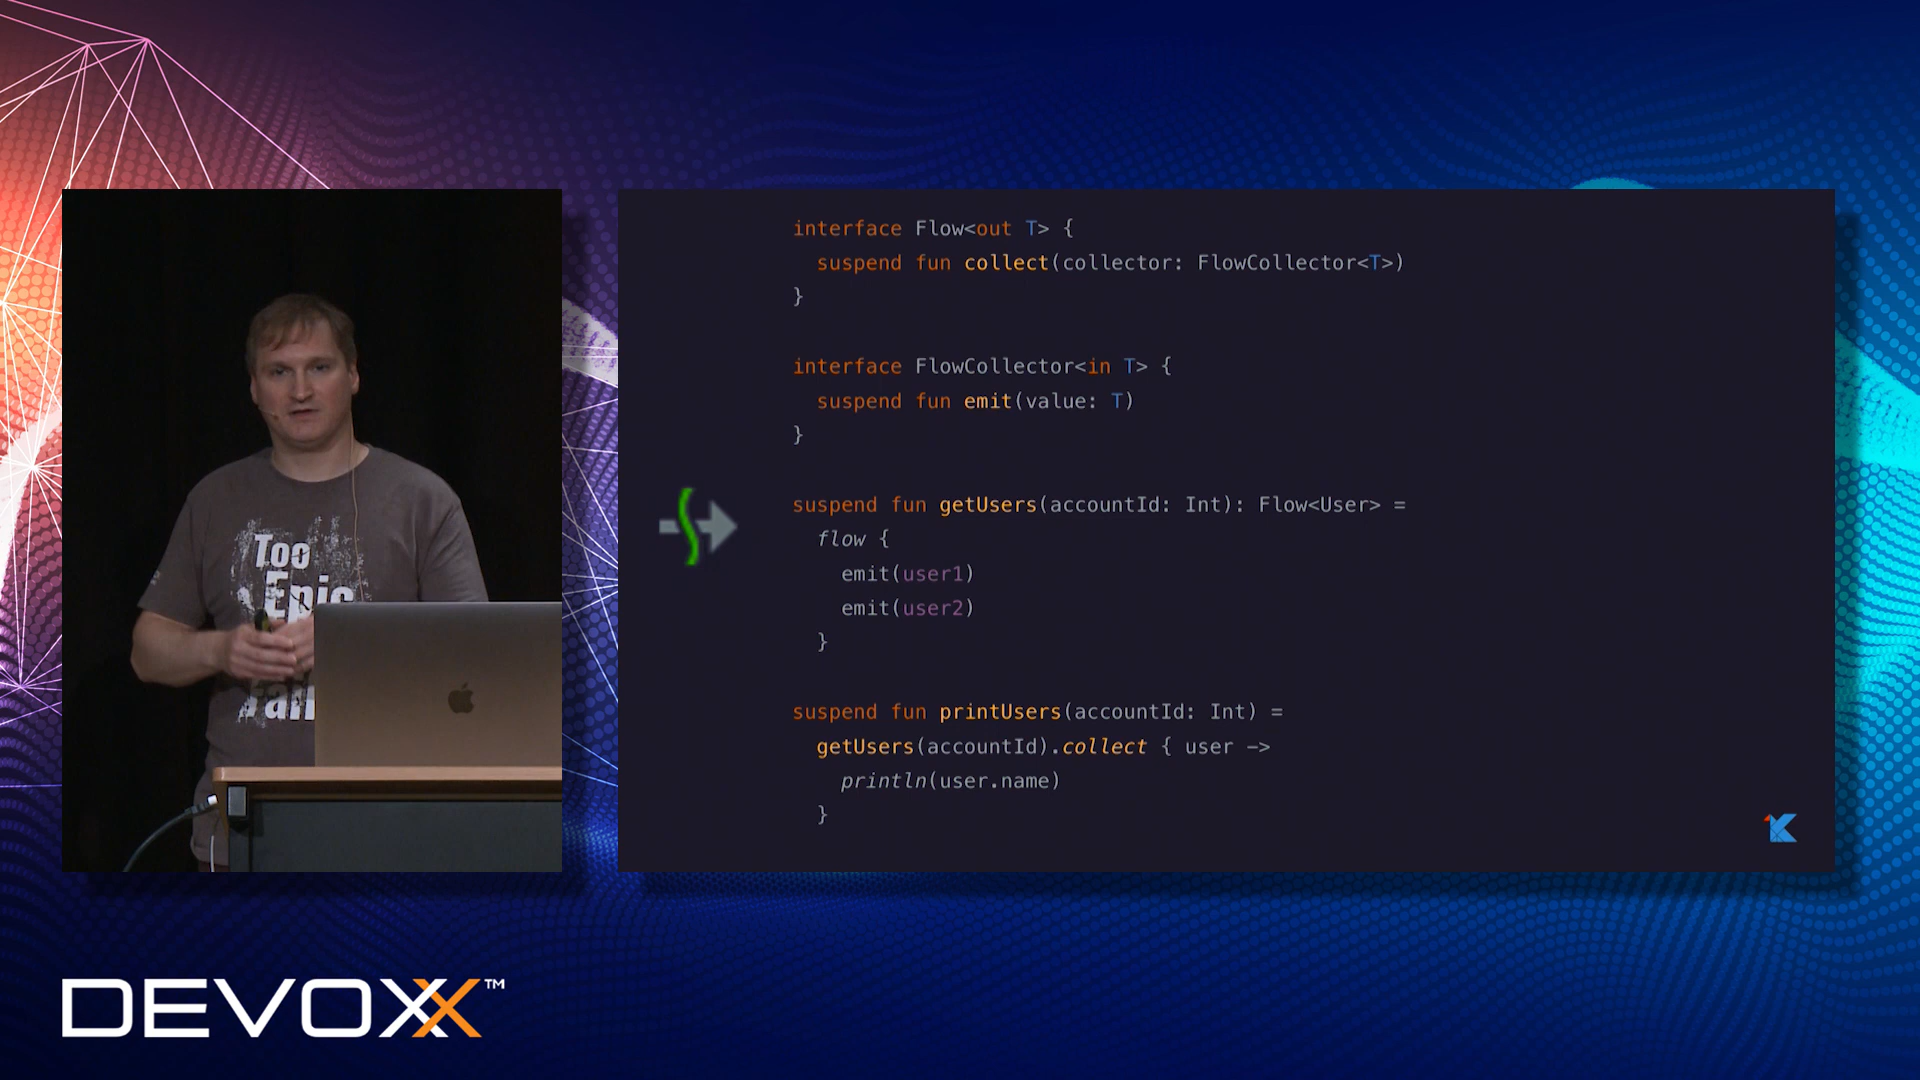 interface Flow<out T> {
suspend fun collect(collector: FlowCollector<T>)
}
interface FlowCollector<in T> {
suspend fun emit(value: T)
}
suspend fun getUsers(accountId: Int): Flow<User> =
flow {
emit(user1)
emit(user2)
}
suspend fun printUsers(accountId: Int) =
getUsers(accountId).collect { user ->
println(user.name)
}
Too
Epic
DEVOXX™